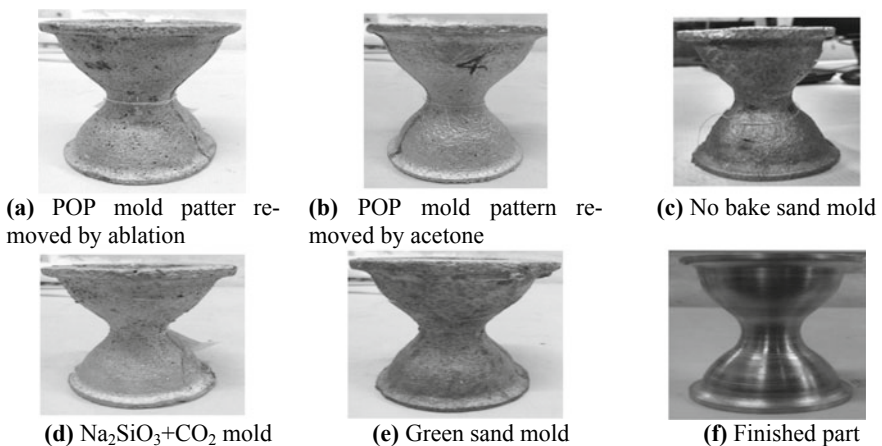 4
(a) POP mold patter re-
moved by ablation
(b) POP mold pattern re-
moved by acetone
(c) No bake sand mold
(d) Na₂SiO₃+CO₂ mold
(e) Green sand mold
(f) Finished part